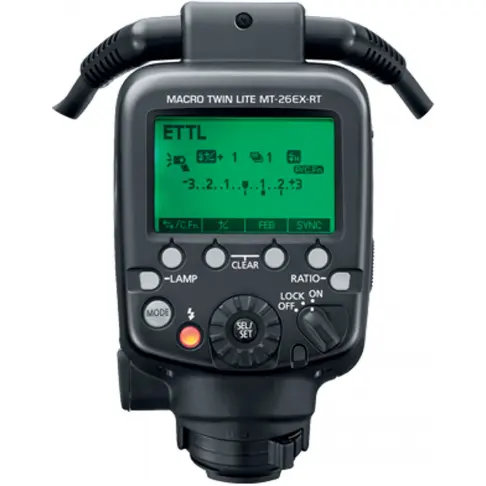 MACRO TWIN LITE MT-26EX-RT
ETTL
+ 1 1
P.C.Fn
-3..2..1..■..1..2..+3
/C.Fn FEB SYNC
CLEAR
LAMP RATIO
LOCK ON
OFF
MODE
SEL/
SET